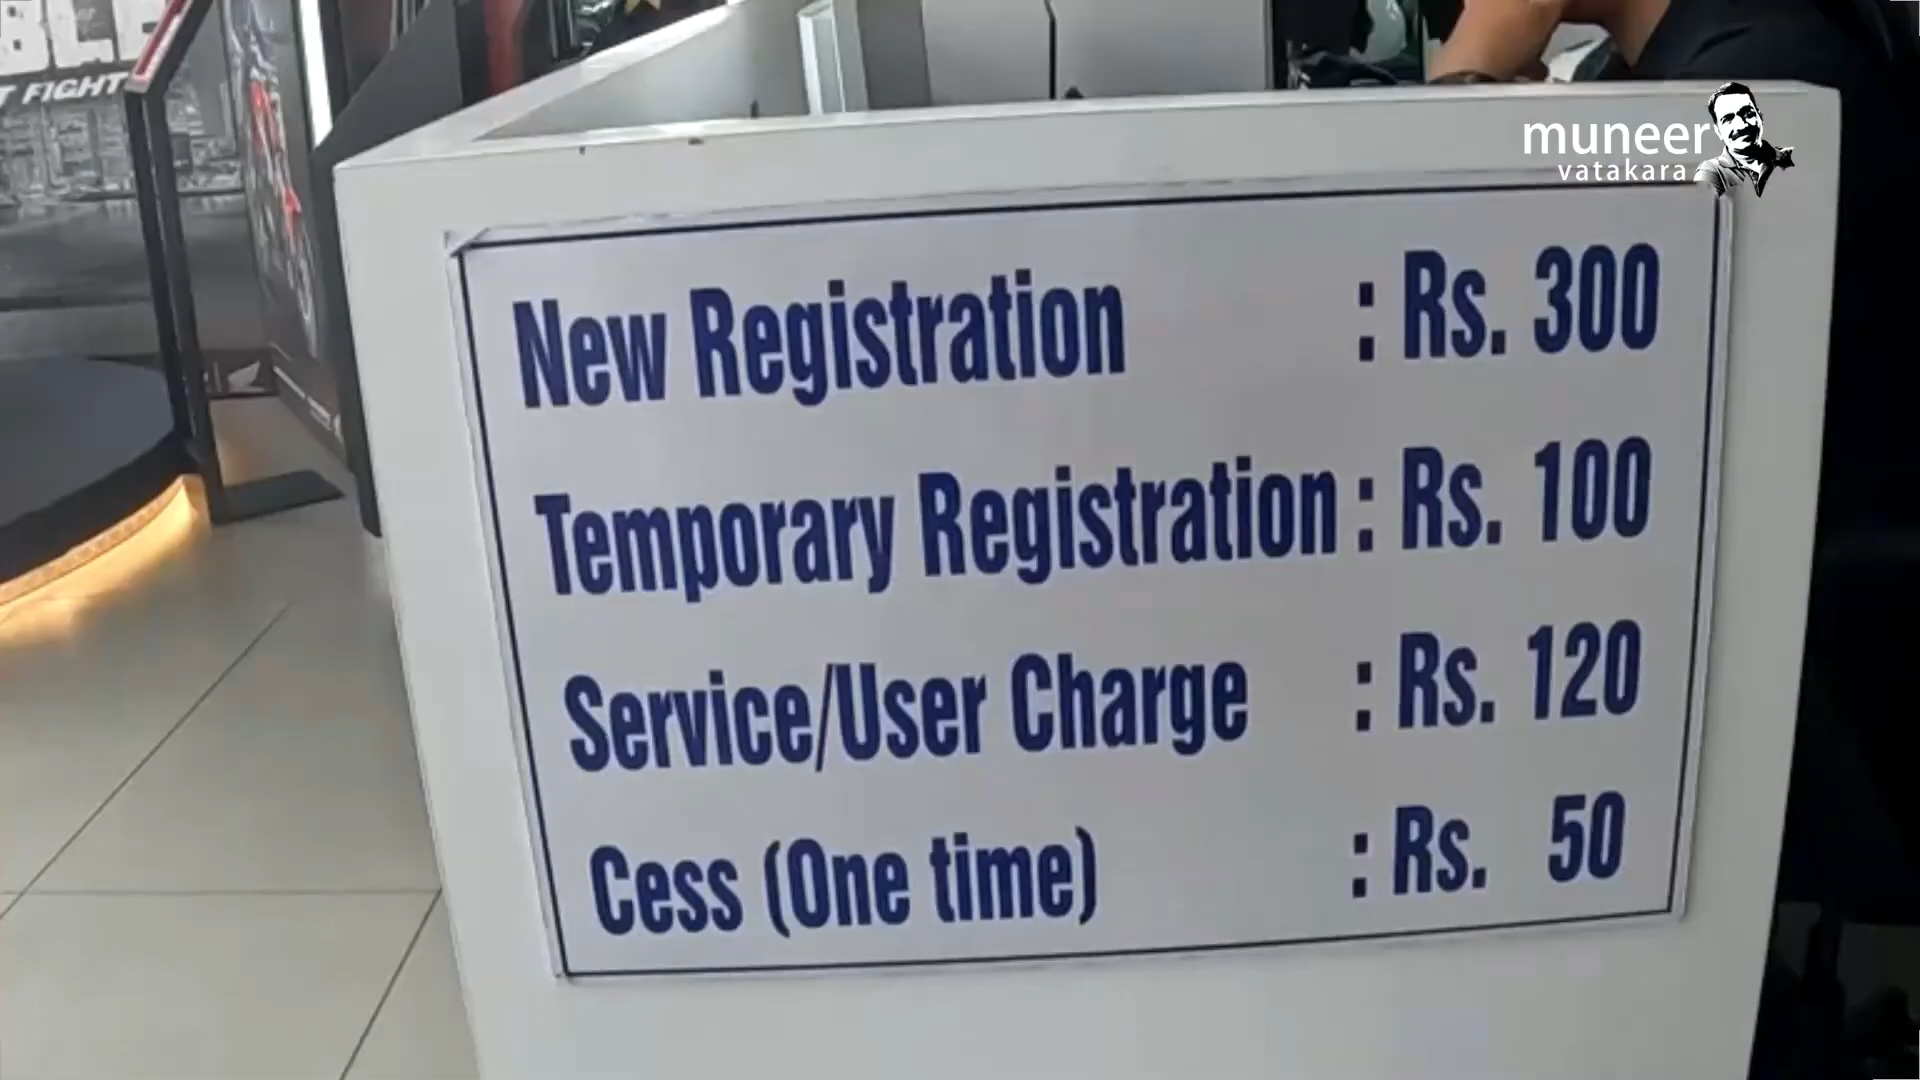 T FIGHT
muneer
vatakara
New Registration : Rs. 300
Temporary Registration : Rs. 100
Service/User Charge : Rs. 120
Cess (One time) : Rs. 50